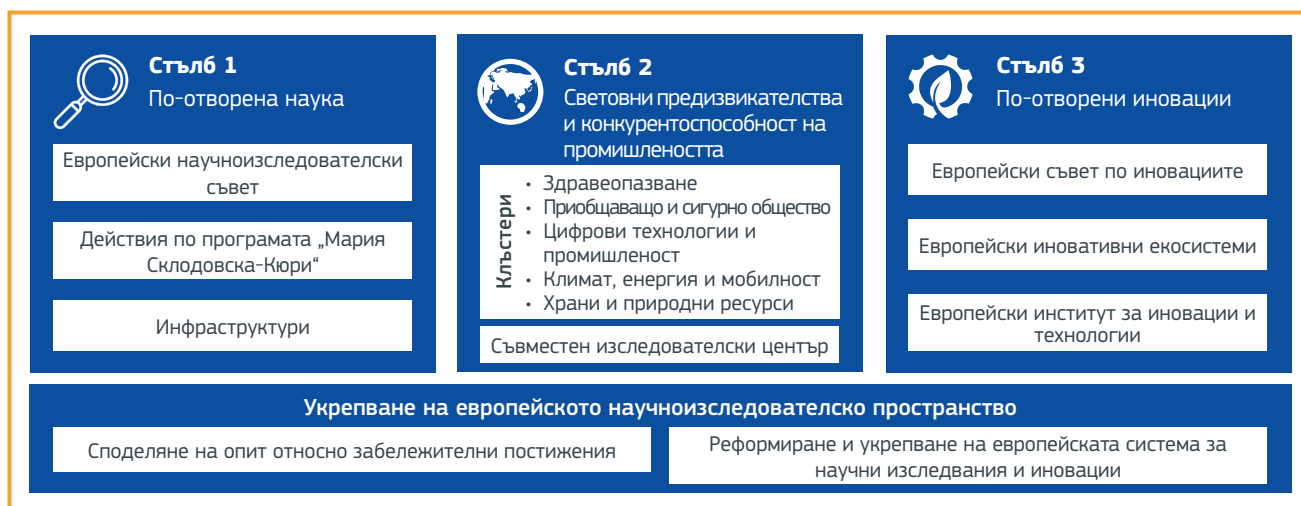 Стълб 1
По-отворена наука
Европейски научноизследователски
съвет
Действия по програмата „Мария
Склодовска-Кюри“
Инфраструктури
Стълб 2
Световни предизвикателства
и конкурентоспособност на
промишлеността
Клъстери
• Здравеопазване
• Приобщаващо и сигурно общество
• Цифрови технологии и
промишленост
• Климат, енергия и мобилност
• Храни и природни ресурси
Съвместен изследователски център
Стълб 3
По-отворени иновации
Европейски съвет по иновациите
Европейски иновативни екосистеми
Европейски институт за иновации и
технологии
Укрепване на европейското научноизследователско пространство
Споделяне на опит относно забележителни постижения
Реформиране и укрепване на европейската система за
научни изследвания и иновации